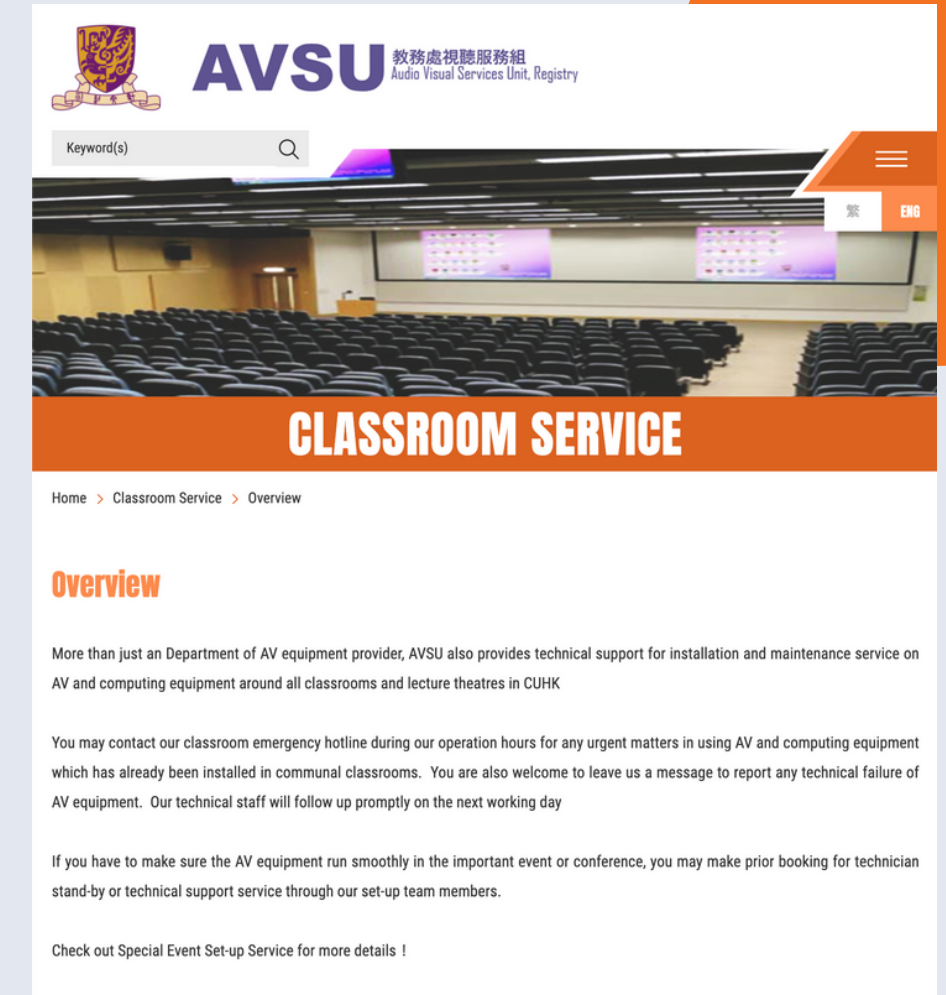 AVSU
教務處視聽服務組
Audio Visual Services Unit, Registry
Keyword(s)
繁
ENG
CLASSROOM SERVICE
Home > Classroom Service > Overview
Overview
More than just an Department of AV equipment provider, AVSU also provides technical support for installation and maintenance service on
AV and computing equipment around all classrooms and lecture theatres in CUHK
You may contact our classroom emergency hotline during our operation hours for any urgent matters in using AV and computing equipment
which has already been installed in communal classrooms.  You are also welcome to leave us a message to report any technical failure of
AV equipment.  Our technical staff will follow up promptly on the next working day
If you have to make sure the AV equipment run smoothly in the important event or conference, you may make prior booking for technician
stand-by or technical support service through our set-up team members.
Check out Special Event Set-up Service for more details！